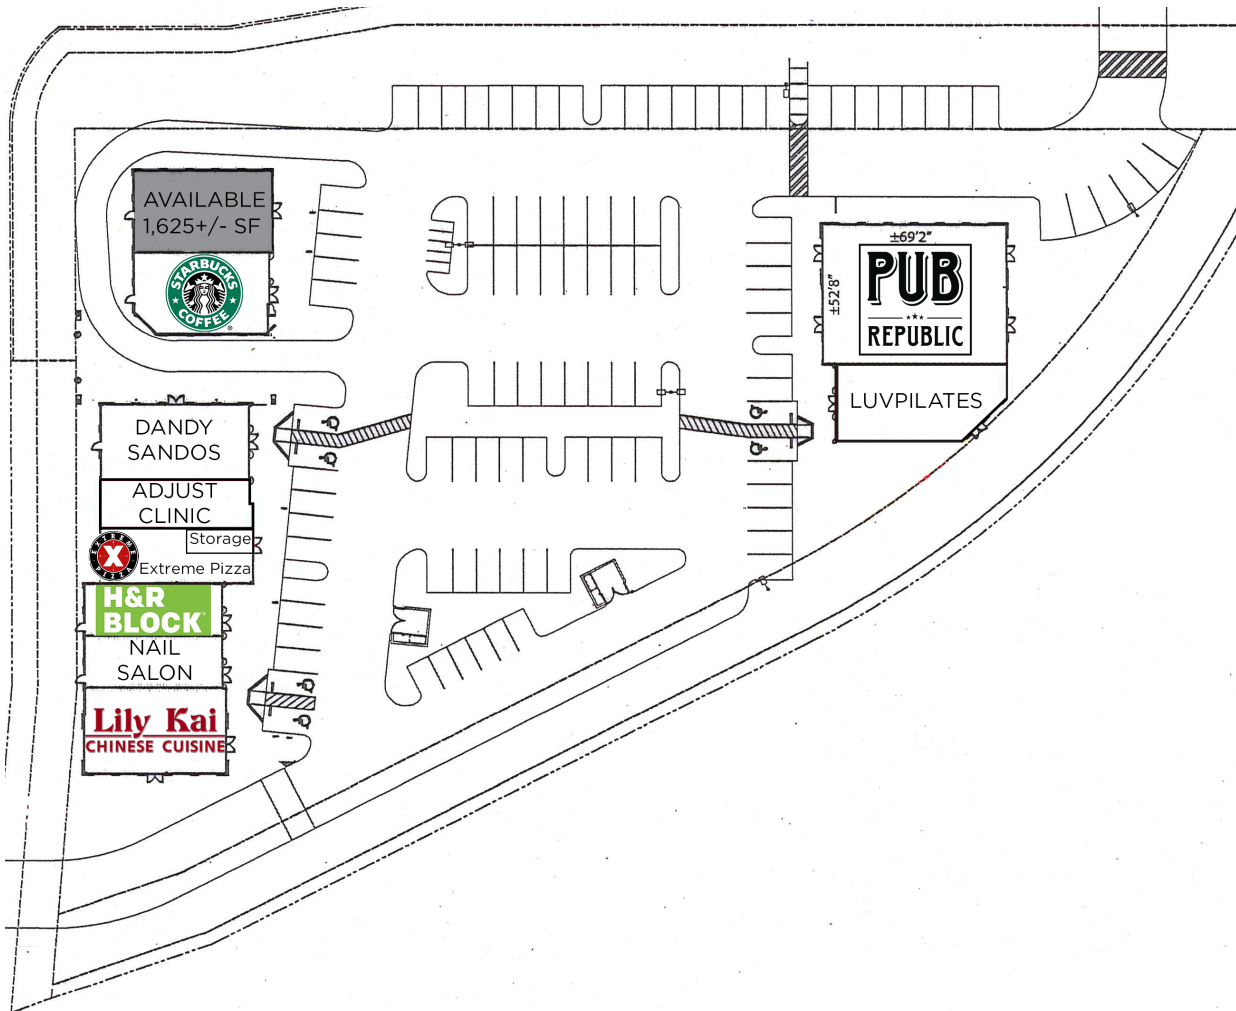 AVAILABLE
1,625+/- SF
STARBUCKS
COFFEE
±69'2"
±52'8"
PUB
REPUBLIC
LUVPILATES
DANDY
SANDOS
ADJUST
CLINIC
Storage
EXTREME
X
PIZZA
Extreme Pizza
H&R
BLOCK
NAIL
SALON
Lily Kai
CHINESE CUISINE